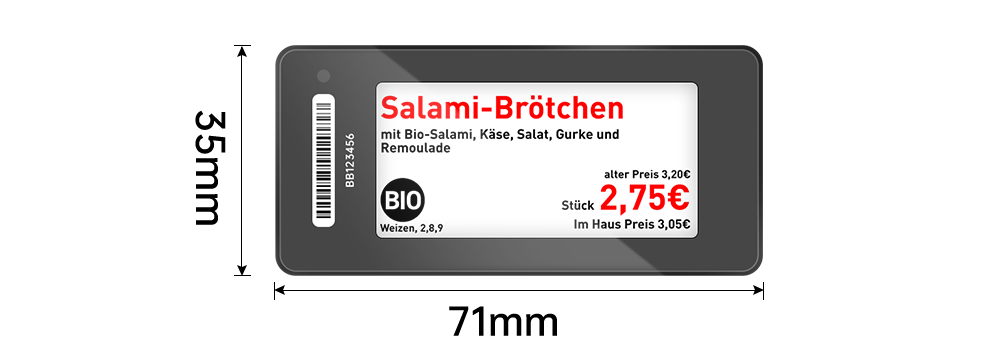 35mm
BB123456
Salami-Brötchen
mit Bio-Salami, Käse, Salat, Gurke und
Remoulade
alter Preis 3,20€
BIO
Stück 2,75€
Weizen, 2,8,9
Im Haus Preis 3,05€
71mm